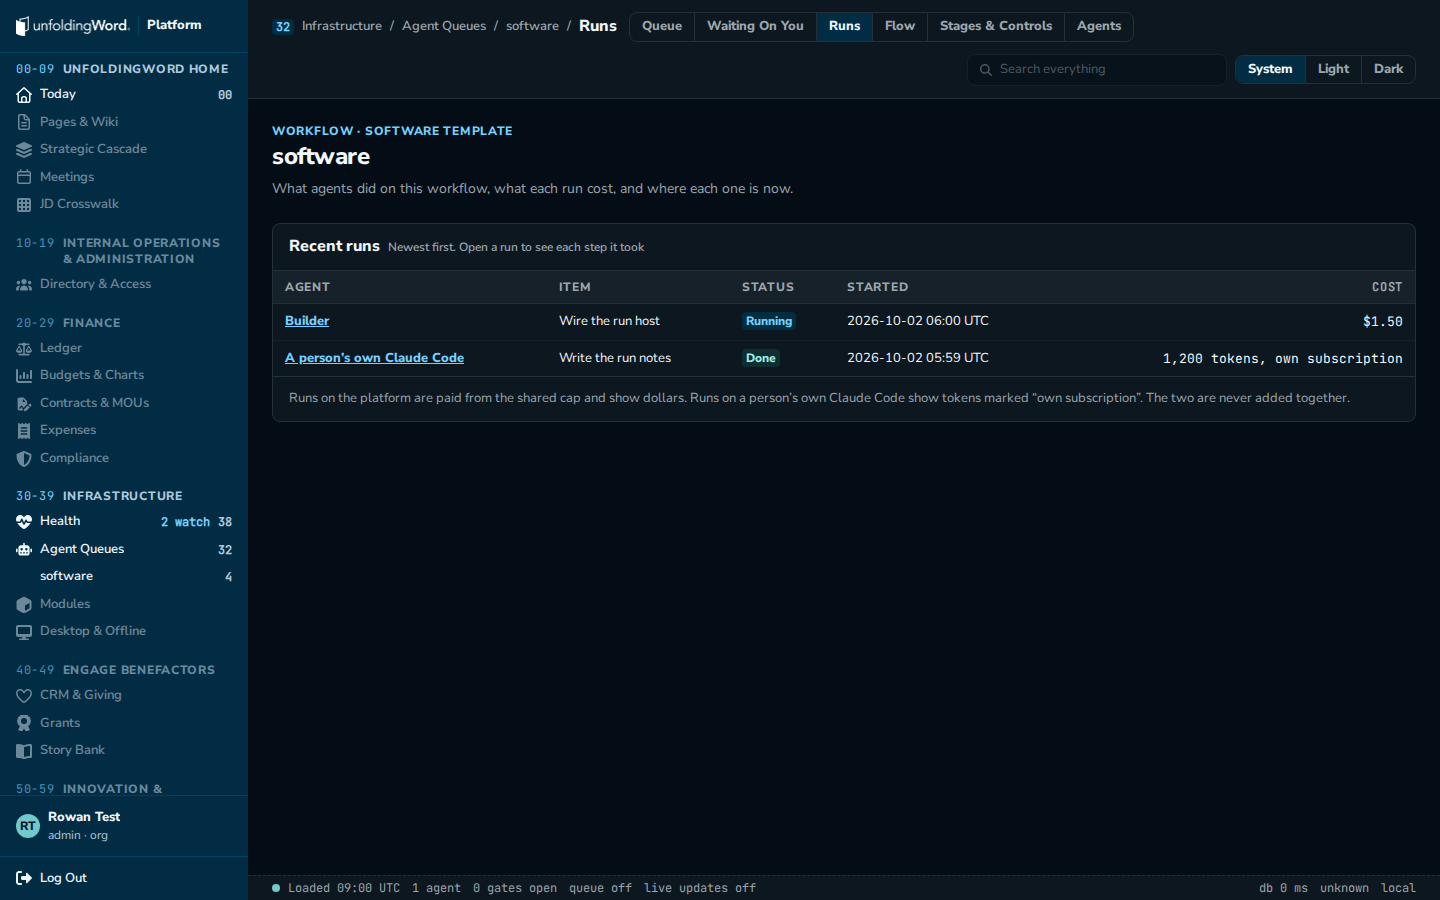 unfoldingWord® Platform
00-09 UNFOLDINGWORD HOME
Today 00
Pages & Wiki
Strategic Cascade
Meetings
JD Crosswalk
10-19 INTERNAL OPERATIONS
& ADMINISTRATION
Directory & Access
20-29 FINANCE
Ledger
Budgets & Charts
Contracts & MOUs
Expenses
Compliance
30-39 INFRASTRUCTURE
Health 2 watch 38
Agent Queues 32
software 4
Modules
Desktop & Offline
40-49 ENGAGE BENEFACTORS
CRM & Giving
Grants
Story Bank
50-59 INNOVATION &
RT Rowan Test
admin · org
Log Out
32 Infrastructure / Agent Queues / software / Runs Queue Waiting On You Runs Flow Stages & Controls Agents
Search everything System Light Dark
WORKFLOW · SOFTWARE TEMPLATE
software
What agents did on this workflow, what each run cost, and where each one is now.
Recent runs Newest first. Open a run to see each step it took
AGENT ITEM STATUS STARTED COST
Builder Wire the run host Running 2026-10-02 06:00 UTC $1.50
A person's own Claude Code Write the run notes Done 2026-10-02 05:59 UTC 1,200 tokens, own subscription
Runs on the platform are paid from the shared cap and show dollars. Runs on a person's own Claude Code show tokens marked “own subscription”. The two are never added together.
Loaded 09:00 UTC 1 agent 0 gates open queue off live updates off db 0 ms unknown local